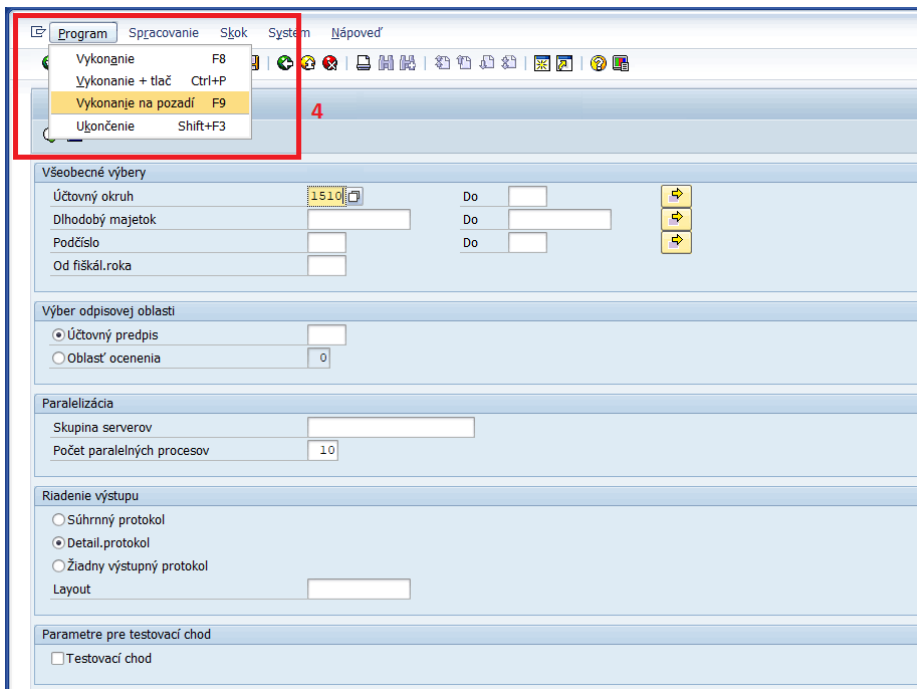 Program Spracovanie Skok Systém Nápoveď
Vykonanie F8
Vykonanie + tlač Ctrl+P
Vykonanie na pozadí F9
Ukončenie Shift+F3
4
Všeobecné výbery
Účtovný okruh 1510 Do
Dlhodobý majetok Do
Podčíslo Do
Od fiškál.roka
Výber odpisovej oblasti
Účtovný predpis
Oblasť ocenenia 0
Paralelizácia
Skupina serverov
Počet paralelných procesov 10
Riadenie výstupu
Súhrnný protokol
Detail.protokol
Žiadny výstupný protokol
Layout
Parametre pre testovací chod
Testovací chod